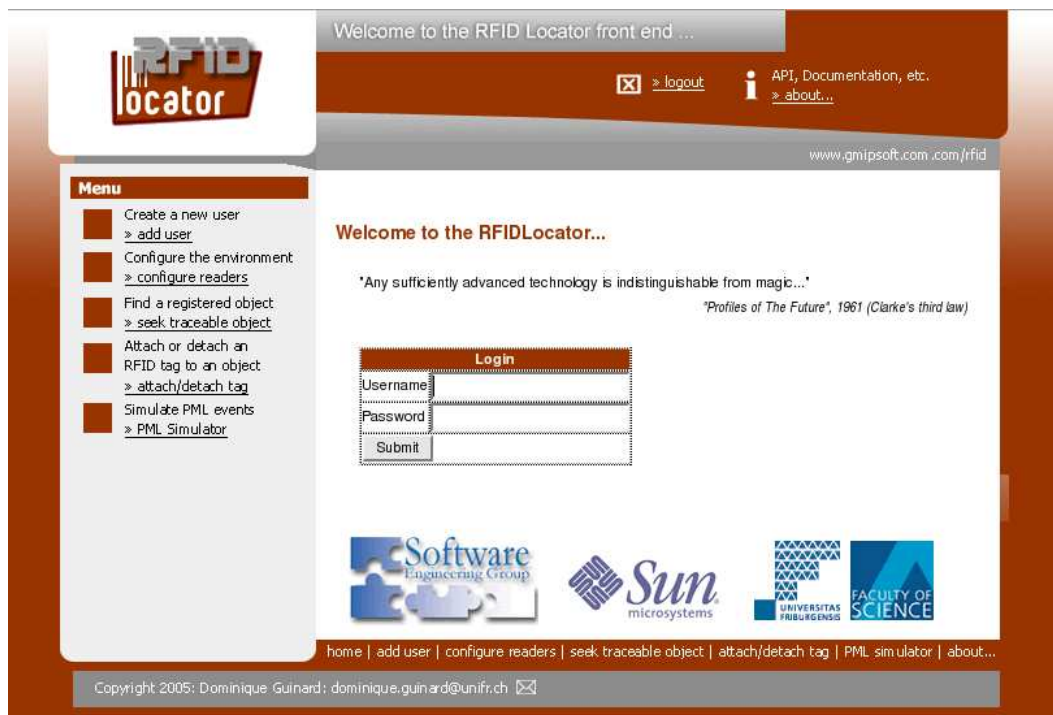 Welcome to the RFID Locator front end ...
RFID
locator
» logout
API, Documentation, etc.
» about...
www.gmipsoft.com .com/rfid
Menu
Create a new user
» add user
Configure the environment
» configure readers
Find a registered object
» seek traceable object
Attach or detach an
RFID tag to an object
» attach/detach tag
Simulate PML events
» PML Simulator
Welcome to the RFIDLocator...
"Any sufficiently advanced technology is indistinguishable from magic..."
"Profiles of The Future", 1961 (Clarke's third law)
Login
Username
Password
Submit
Software
Engineering Group
Sun
microsystems
UNIVERSITAS
FRIBURGENSIS
FACULTY OF
SCIENCE
home | add user | configure readers | seek traceable object | attach/detach tag | PML simulator | about...
Copyright 2005: Dominique Guinard: dominique.guinard@unifr.ch